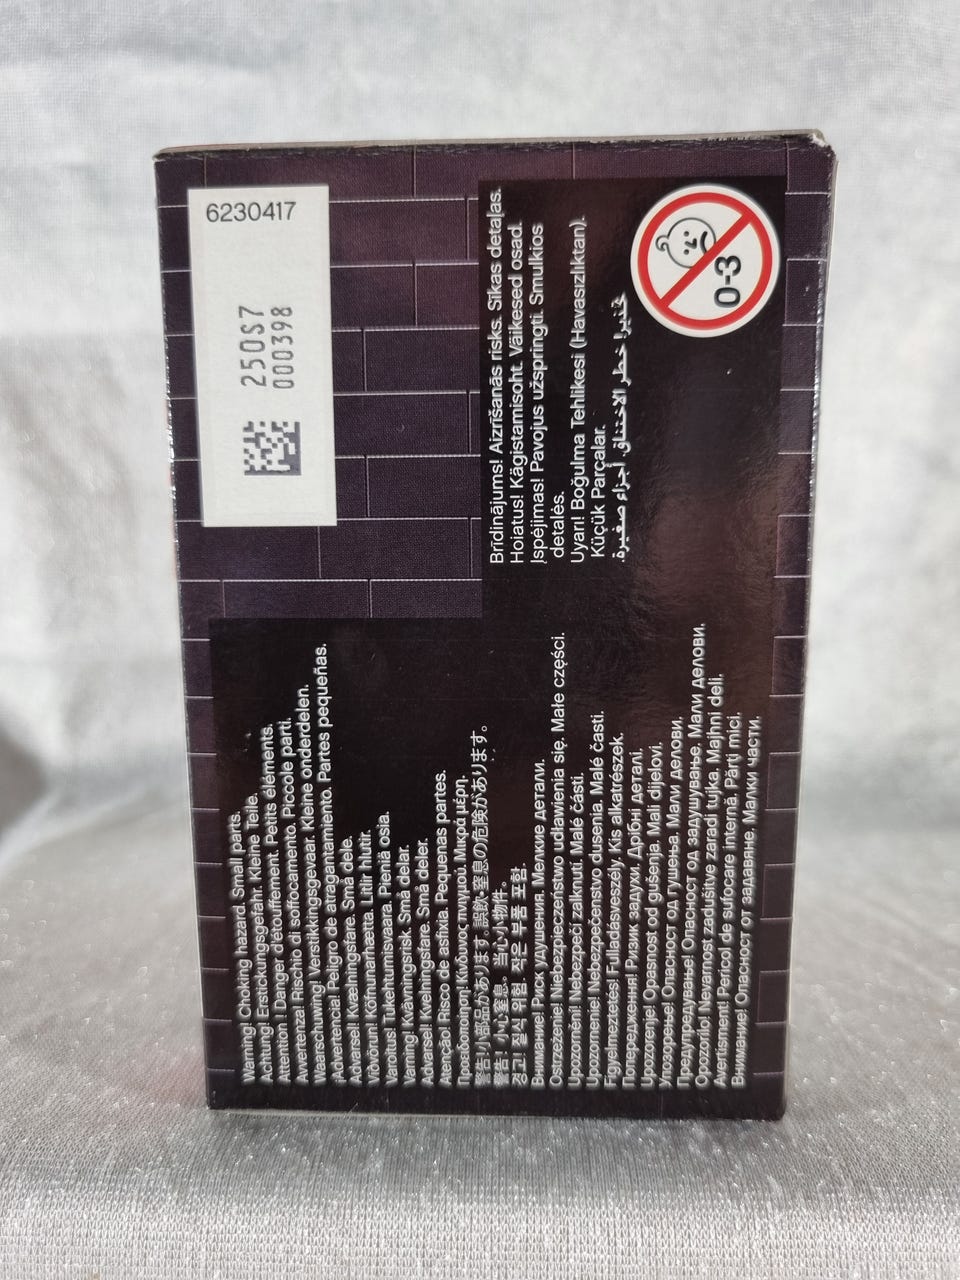 6230417
250S7
000398
Warning! Choking hazard. Small parts.
Achtung! Erstickungsgefahr. Kleine Teile.
Attention! Danger d'étouffement. Petits éléments.
Avvertenza! Rischio di soffocamento. Piccole parti.
Waarschuwing! Verstikkingsgevaar. Kleine onderdelen.
¡Advertencia! Peligro de atragantamiento. Partes pequeñas.
Advarsel! Kvælningsfare. Små dele.
Viðvörun! Köfnunarhætta. Litlir hlutir.
Varoitus! Tukehtumisvaara. Pieniä osia.
Varning! Kvävningsrisk. Små delar.
Advarsel! Kvelningsfare. Små deler.
Atenção! Risco de asfixia. Pequenas partes.
Προειδοποίηση! Κίνδυνος πνιγμού. Μικρά μέρη.
警告!小部品があります。誤飲・窒息の危険があります。
警告! 小心窒息。当心小物件。
경고! 질식 위험. 작은 부품 포함.
Внимание! Риск удушения. Мелкие детали.
Ostrzeżenie! Niebezpieczeństwo udławienia się. Małe części.
Upozornění! Nebezpečí zalknutí. Malé části.
Upozornenie! Nebezpečenstvo dusenia. Malé časti.
Figyelmeztetés! Fulladásveszély. Kis alkatrészek.
Попередження! Ризик задухи. Дрібні деталі.
Upozorenje! Opasnost od gušenja. Mali dijelovi.
Упозорење! Опасност од гушења. Мали делови.
Предупредување! Опасност од задушување. Мали делови.
Opozorilo! Nevarnost zadušitve zaradi tujka. Majhni deli.
Avertisment! Pericol de sufocare internă. Părți mici.
Внимание! Опасност от задавяне. Малки части.
Brīdinājums! Aizrīšanās risks. Sīkas detaļas.
Hoiatus! Kägistamisoht. Väikesed osad.
Įspėjimas! Pavojus užspringti. Smulkios
detalės.
Uyarı! Boğulma Tehlikesi (Havasızlıktan).
Küçük Parçalar.
تحذير! خطر الاختناق. أجزاء صغيرة.
0-3